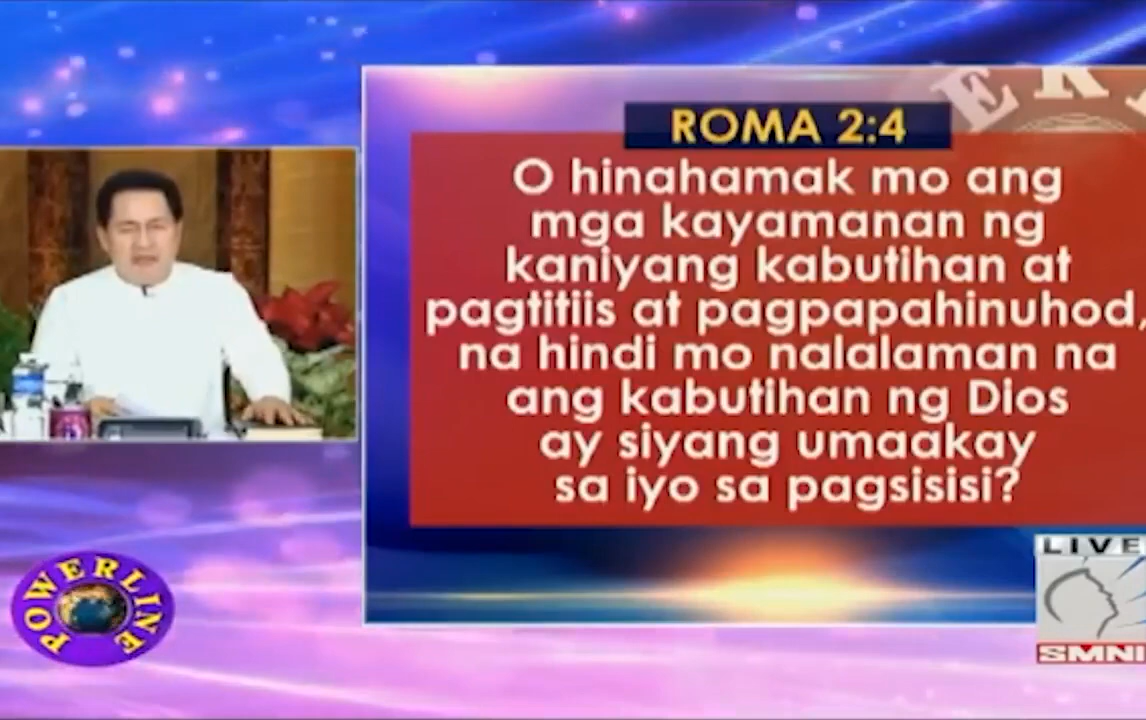 ROMA 2:4
O hinahamak mo ang
mga kayamanan ng
kaniyang kabutihan at
pagtitiis at pagpapahinuhod,
na hindi mo nalalaman na
ang kabutihan ng Dios
ay siyang umaakay
sa iyo sa pagsisisi?
POWERLINE
LIVE
SMNI